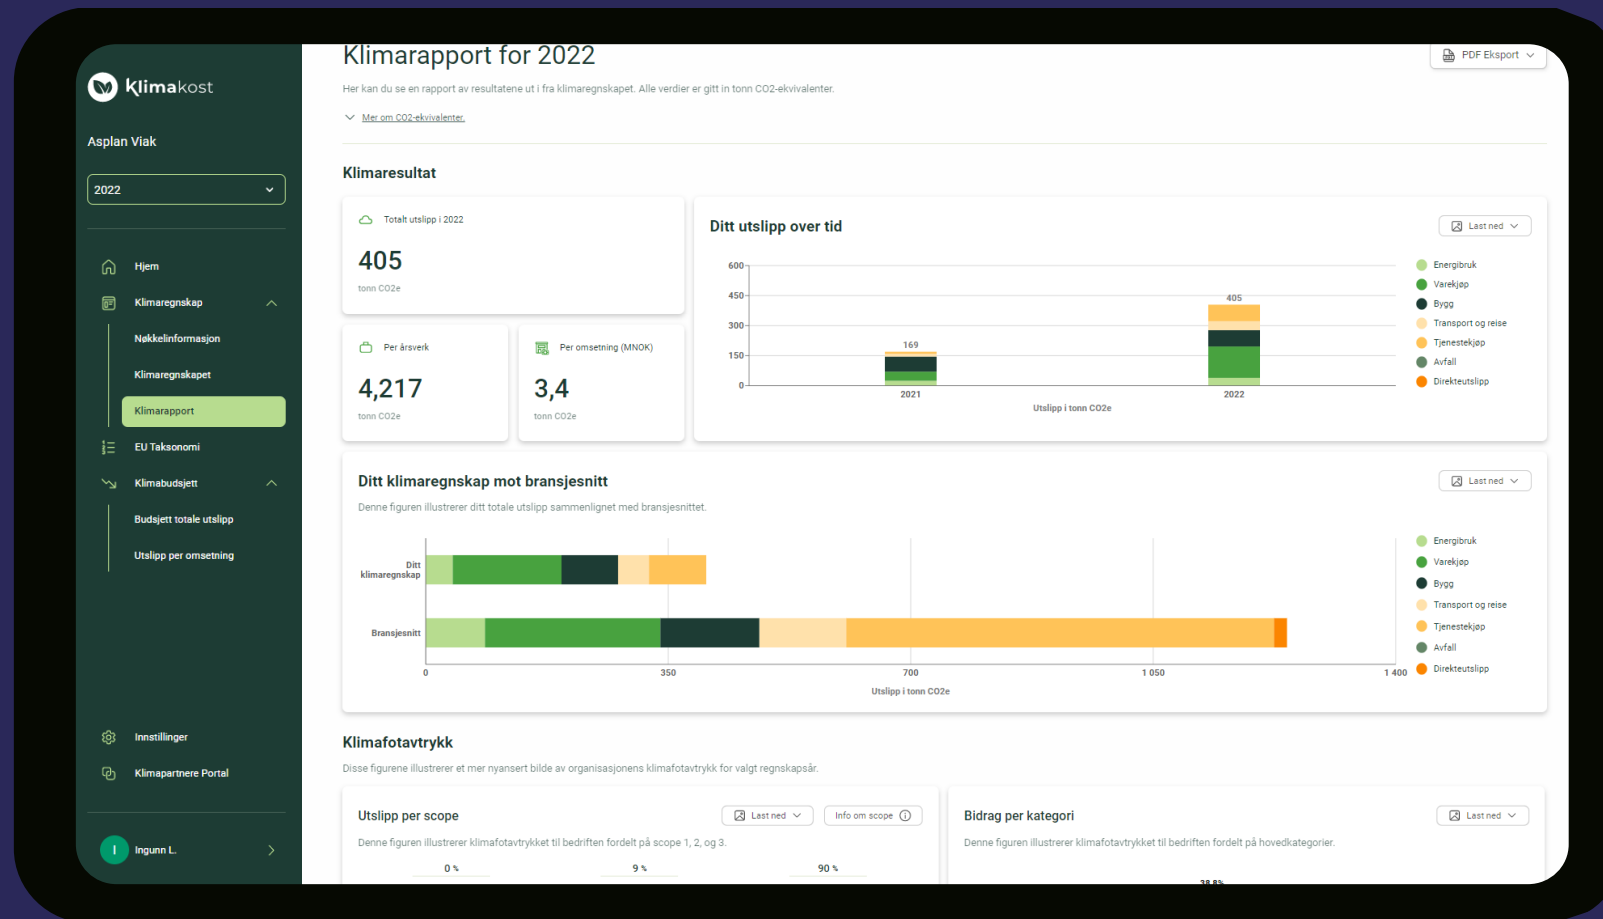 Klimakost
Asplan Viak
2022
Hjem
Klimaregnskap
Nøkkelinformasjon
Klimaregnskapet
Klimarapport
EU Taksonomi
Klimabudsjett
Budsjett totale utslipp
Utslipp per omsetning
Innstillinger
Klimapartnere Portal
I
Ingunn L.
Klimarapport for 2022
PDF Eksport
Her kan du se en rapport av resultatene ut i fra klimaregnskapet. Alle verdier er gitt in tonn CO2-ekvivalenter.
Mer om CO2-ekvivalenter.
Klimaresultat
Totalt utslipp i 2022
405
tonn CO2e
Per årsverk
4,217
tonn CO2e
Per omsetning (MNOK)
3,4
tonn CO2e
Ditt utslipp over tid
Last ned
600
450
300
150
0
169
405
2021
2022
Utslipp i tonn CO2e
Energibruk
Varekjøp
Bygg
Transport og reise
Tjenestekjøp
Avfall
Direkteutslipp
Ditt klimaregnskap mot bransjesnitt
Last ned
Denne figuren illustrerer ditt totale utslipp sammenlignet med bransjesnittet.
Ditt
klimaregnskap
Bransjesnitt
0
350
700
1 050
1 400
Utslipp i tonn CO2e
Energibruk
Varekjøp
Bygg
Transport og reise
Tjenestekjøp
Avfall
Direkteutslipp
Klimafotavtrykk
Disse figurene illustrerer et mer nyansert bilde av organisasjonens klimafotavtrykk for valgt regnskapsår.
Utslipp per scope
Last ned
Info om scope
Denne figuren illustrerer klimafotavtrykket til bedriften fordelt på scope 1, 2, og 3.
0 %
9 %
90 %
Bidrag per kategori
Last ned
Denne figuren illustrerer klimafotavtrykket til bedriften fordelt på hovedkategorier.
38.8%